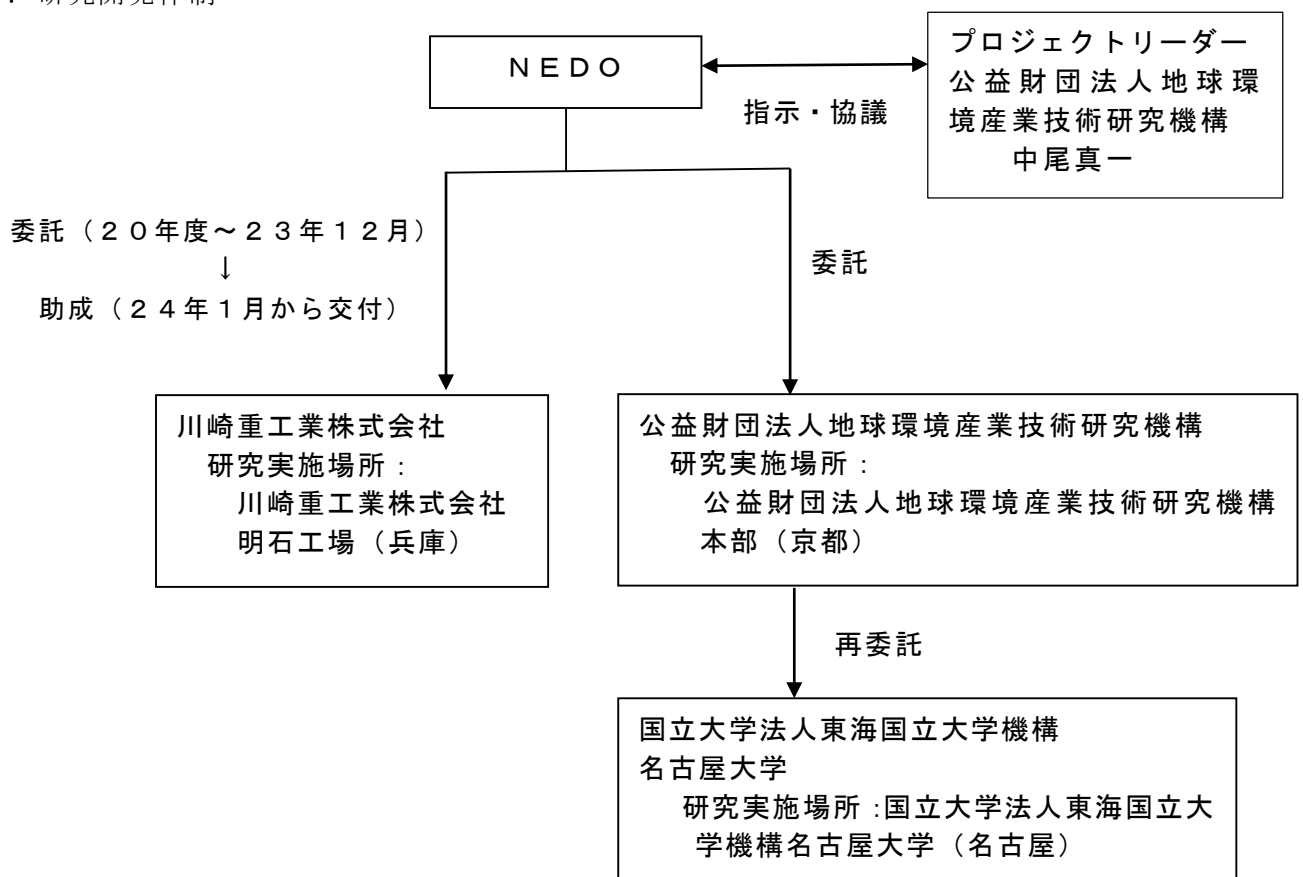 研究開発体制
NEDO
プロジェクトリーダー
公益財団法人地球環
境産業技術研究機構
中尾真一
指示・協議
委託（20年度～23年12月）
↓
助成（24年1月から交付）
委託
川崎重工業株式会社
研究実施場所：
川崎重工業株式会社
明石工場（兵庫）
公益財団法人地球環境産業技術研究機構
研究実施場所：
公益財団法人地球環境産業技術研究機構
本部（京都）
再委託
国立大学法人東海国立大学機構
名古屋大学
研究実施場所：国立大学法人東海国立大
学機構名古屋大学（名古屋）